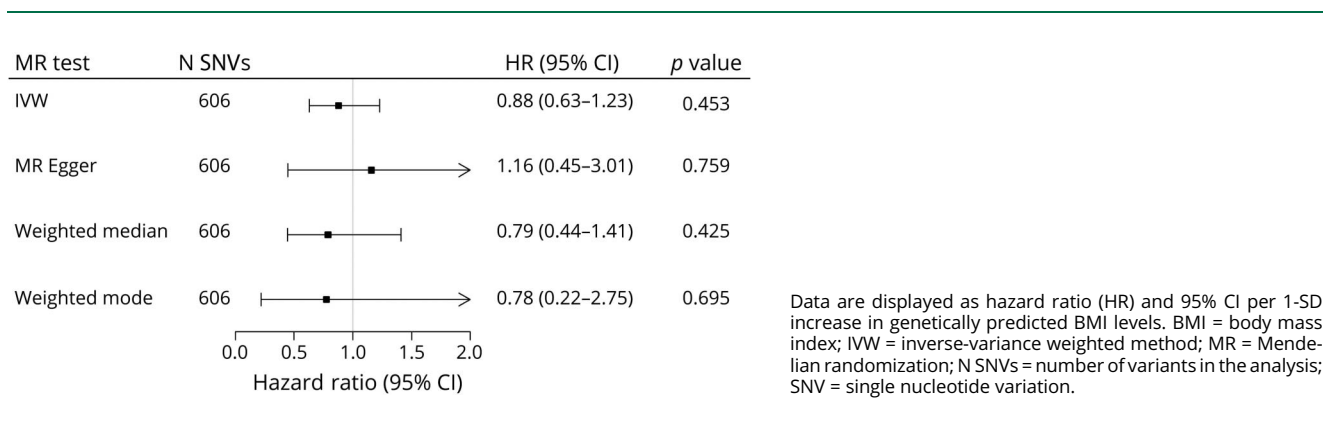 MR test N SNVs HR (95% CI) p value
IVW 606 0.88 (0.63–1.23) 0.453
MR Egger 606 1.16 (0.45–3.01) 0.759
Weighted median 606 0.79 (0.44–1.41) 0.425
Weighted mode 606 0.78 (0.22–2.75) 0.695
0.0 0.5 1.0 1.5 2.0
Hazard ratio (95% CI)
Data are displayed as hazard ratio (HR) and 95% CI per 1-SD
increase in genetically predicted BMI levels. BMI = body mass
index; IVW = inverse-variance weighted method; MR = Mende-
lian randomization; N SNVs = number of variants in the analysis;
SNV = single nucleotide variation.